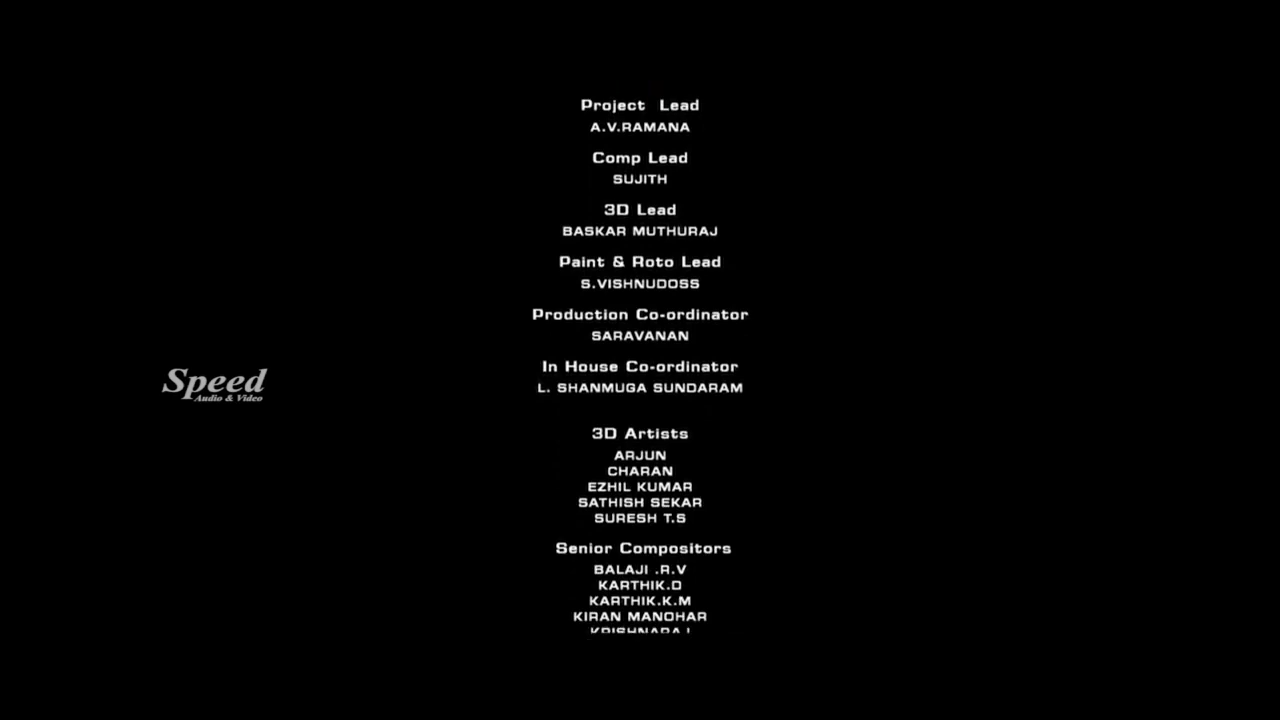 Project Lead
A.V.RAMANA
Comp Lead
SUJITH
3D Lead
BASKAR MUTHURAJ
Paint & Roto Lead
S.VISHNUDOSS
Production Co-ordinator
SARAVANAN
In House Co-ordinator
L. SHANMUGA SUNDARAM
Speed
Audio & Video
3D Artists
ARJUN
CHARAN
EZHIL KUMAR
SATHISH SEKAR
SURESH T.S
Senior Compositors
BALAJI .R.V
KARTHIK.D
KARTHIK.K.M
KIRAN MANOHAR